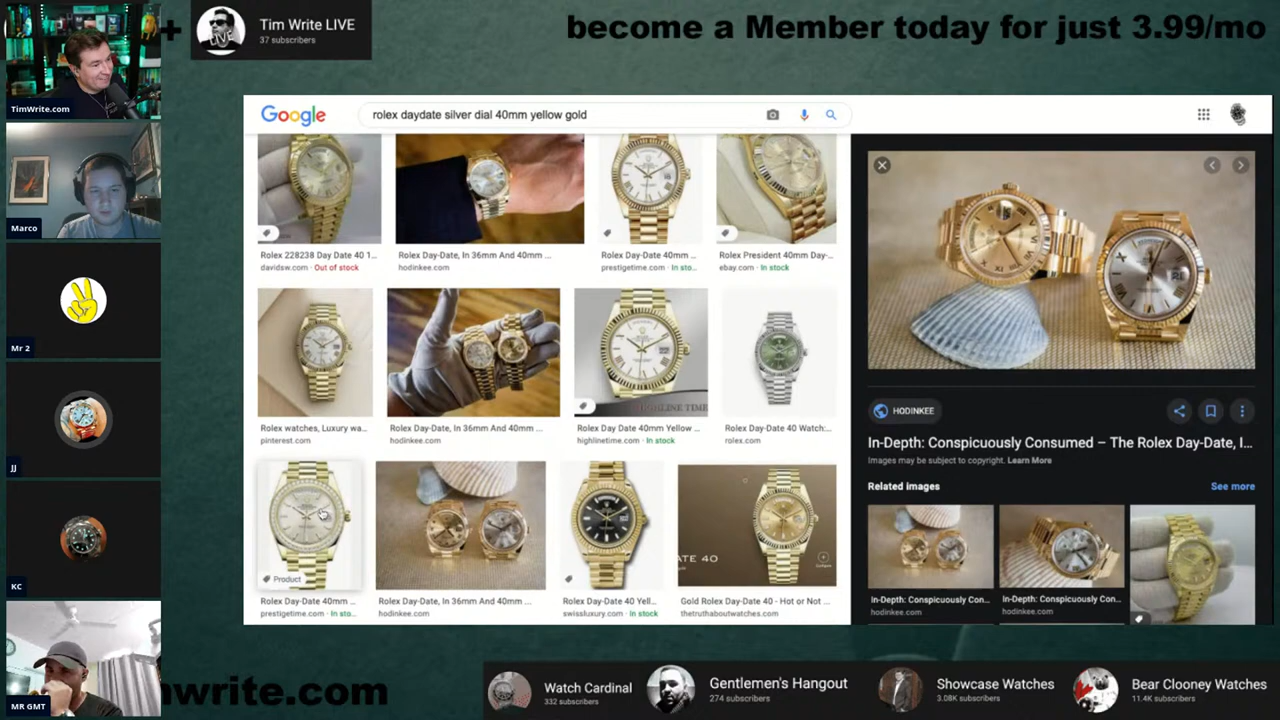 TimWrite.com
Marco
Mr 2
JJ
KC
MR GMT
+
Tim Write LIVE
37 subscribers
become a Member today for just 3.99/mo
Google
rolex daydate silver dial 40mm yellow gold
Rolex 228238 Day Date 40 1...
davidsw.com · Out of stock
Rolex Day-Date, In 36mm And 40mm ...
hodinkee.com
Rolex Day-Date 40mm ...
prestigetime.com · In sto...
Rolex President 40mm Day-...
ebay.com · In stock
Rolex watches, Luxury wa...
pinterest.com
Rolex Day-Date, In 36mm And 40mm ...
hodinkee.com
HIGHLINE TIME
Rolex Day Date 40mm Yellow ...
highlinetime.com · In stock
Rolex Day-Date 40 Watch:...
rolex.com
Product
Rolex Day-Date 40mm ...
prestigetime.com · In sto...
Rolex Day-Date, In 36mm And 40mm ...
hodinkee.com
Rolex Day-Date 40 Yell...
swissluxury.com · In stock
ATE 40
Gold Rolex Day-Date 40 - Hot or Not ...
thetruthaboutwatches.com
HODINKEE
In-Depth: Conspicuously Consumed – The Rolex Day-Date, I...
Images may be subject to copyright. Learn More
Related images
See more
In-Depth: Conspicuously Con...
hodinkee.com
In-Depth: Conspicuously Con...
hodinkee.com
mwrite.com
Watch Cardinal
332 subscribers
Gentlemen's Hangout
274 subscribers
Showcase Watches
3.08K subscribers
Bear Clooney Watches
11.4K subscribers